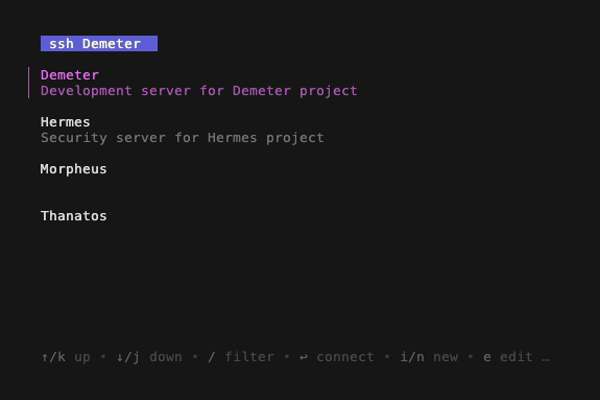 ssh Demeter
Demeter
Development server for Demeter project
Hermes
Security server for Hermes project
Morpheus
Thanatos
↑/k up • ↓/j down • / filter • ↩ connect • i/n new • e edit …